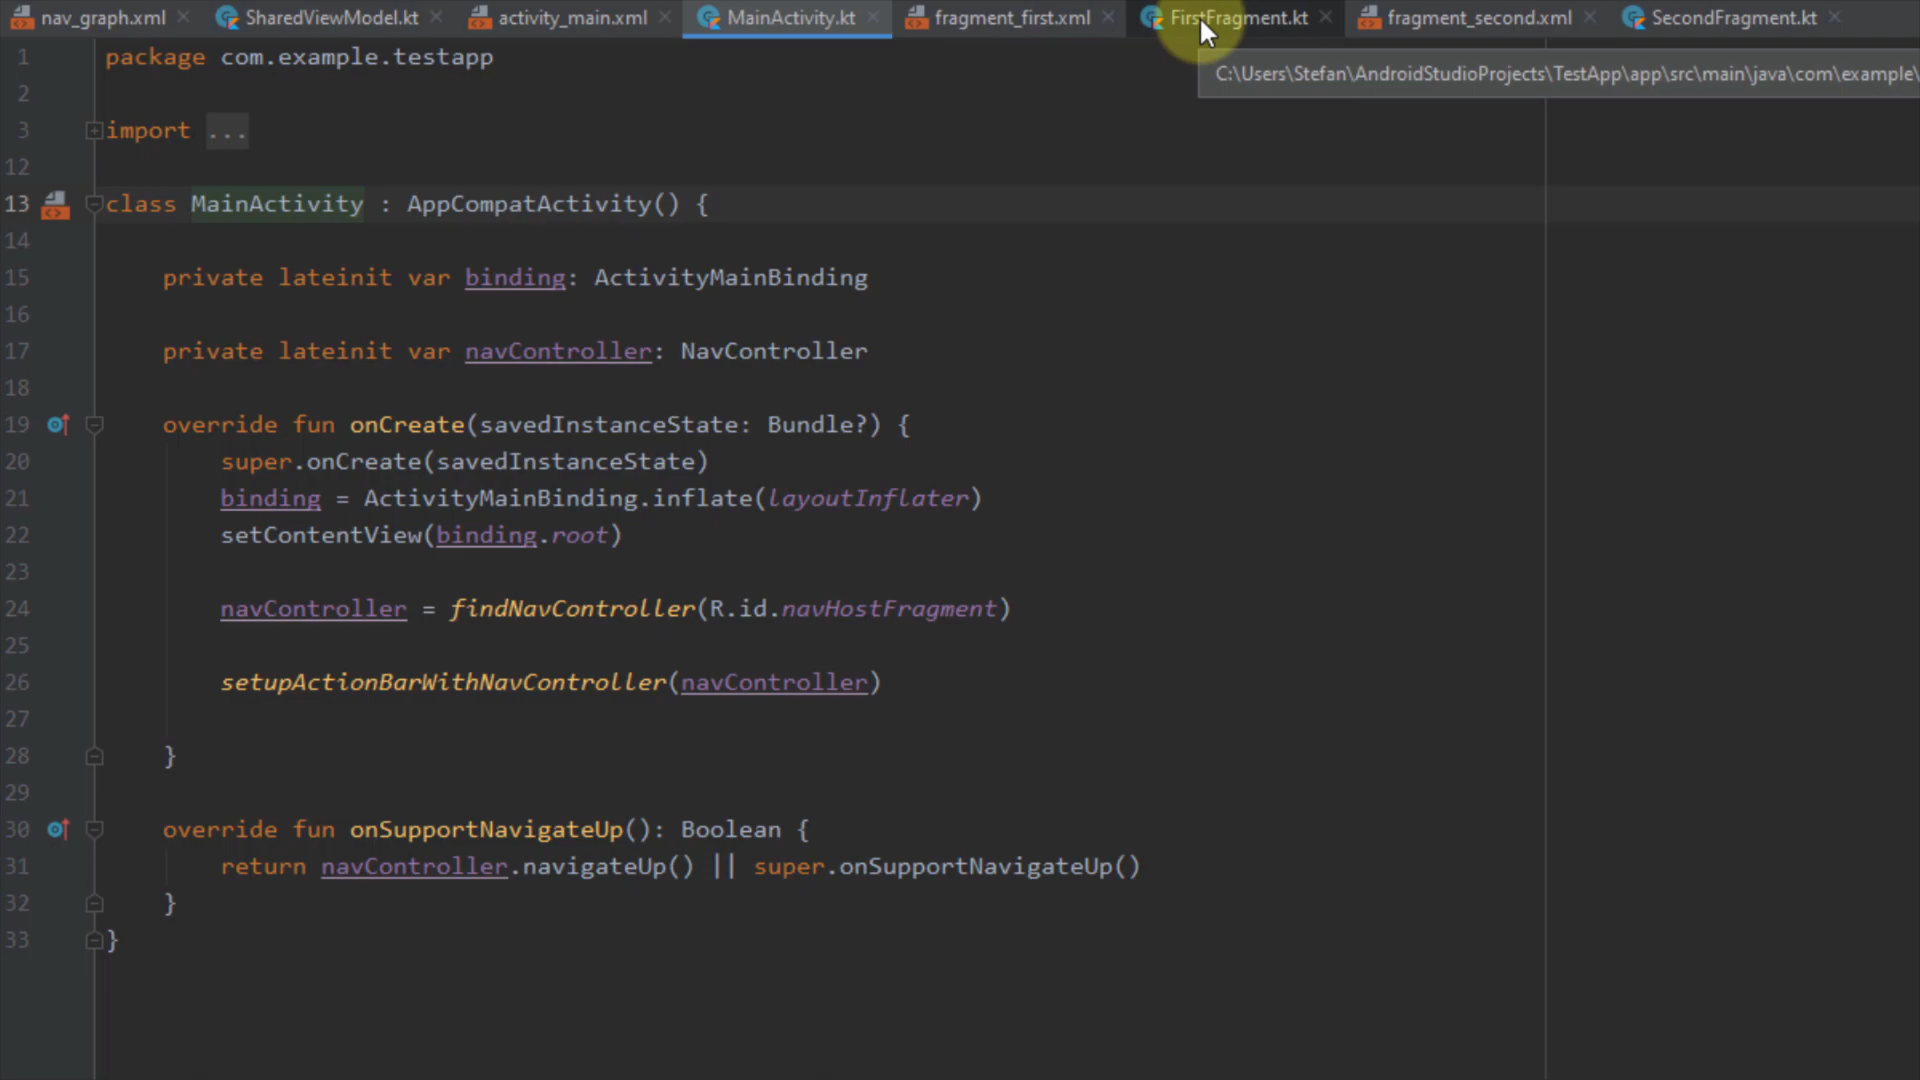 nav_graph.xml SharedViewModel.kt activity_main.xml MainActivity.kt fragment_first.xml FirstFragment.kt fragment_second.xml SecondFragment.kt
C:\Users\Stefan\AndroidStudioProjects\TestApp\app\src\main\java\com\example\
1 package com.example.testapp
2
3 import ...
12
13 class MainActivity : AppCompatActivity() {
14
15 private lateinit var binding: ActivityMainBinding
16
17 private lateinit var navController: NavController
18
19 override fun onCreate(savedInstanceState: Bundle?) {
20 super.onCreate(savedInstanceState)
21 binding = ActivityMainBinding.inflate(layoutInflater)
22 setContentView(binding.root)
23
24 navController = findNavController(R.id.navHostFragment)
25
26 setupActionBarWithNavController(navController)
27
28 }
29
30 override fun onSupportNavigateUp(): Boolean {
31 return navController.navigateUp() || super.onSupportNavigateUp()
32 }
33 }